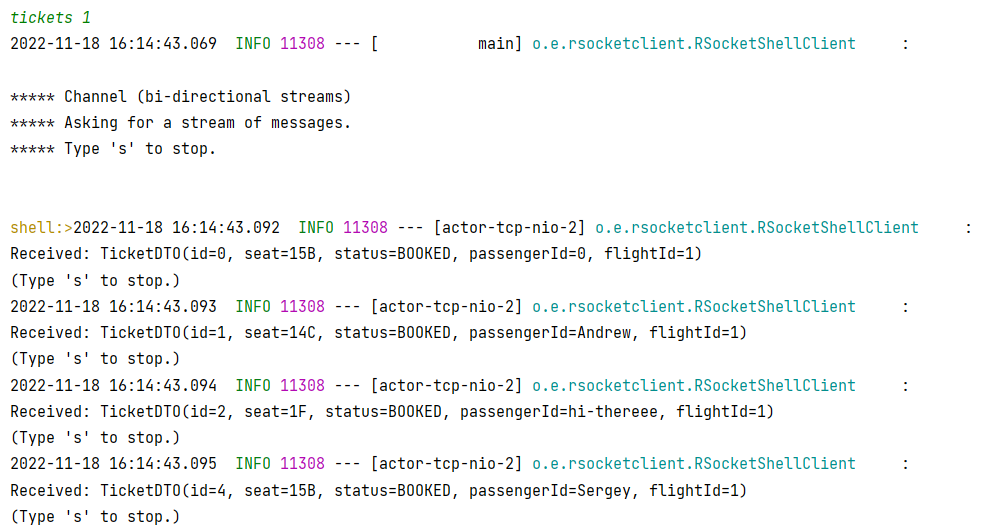 tickets 1
2022-11-18 16:14:43.069  INFO 11308 --- [           main] o.e.rsocketclient.RSocketShellClient     :
***** Channel (bi-directional streams)
***** Asking for a stream of messages.
***** Type 's' to stop.
shell:>2022-11-18 16:14:43.092  INFO 11308 --- [actor-tcp-nio-2] o.e.rsocketclient.RSocketShellClient     :
Received: TicketDTO(id=0, seat=15B, status=BOOKED, passengerId=0, flightId=1)
(Type 's' to stop.)
2022-11-18 16:14:43.093  INFO 11308 --- [actor-tcp-nio-2] o.e.rsocketclient.RSocketShellClient     :
Received: TicketDTO(id=1, seat=14C, status=BOOKED, passengerId=Andrew, flightId=1)
(Type 's' to stop.)
2022-11-18 16:14:43.094  INFO 11308 --- [actor-tcp-nio-2] o.e.rsocketclient.RSocketShellClient     :
Received: TicketDTO(id=2, seat=1F, status=BOOKED, passengerId=hi-thereee, flightId=1)
(Type 's' to stop.)
2022-11-18 16:14:43.095  INFO 11308 --- [actor-tcp-nio-2] o.e.rsocketclient.RSocketShellClient     :
Received: TicketDTO(id=4, seat=15B, status=BOOKED, passengerId=Sergey, flightId=1)
(Type 's' to stop.)